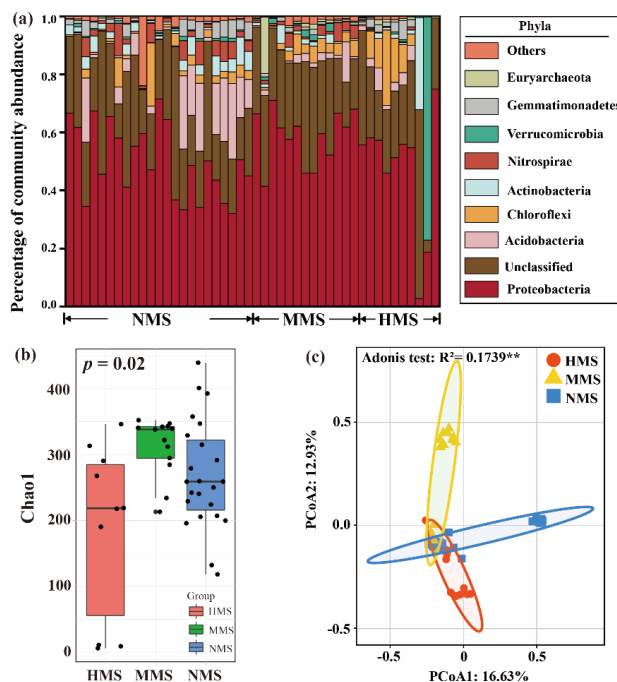 (a)
Percentage of community abundance
1.0
0.8
0.6
0.4
0.2
0.0
NMS
MMS
HMS
Phyla
Others
Euryarchaeota
Gemmatimonadetes
Verrucomicrobia
Nitrospirae
Actinobacteria
Chloroflexi
Acidobacteria
Unclassified
Proteobacteria
(b)
p = 0.02
Chao1
400
300
200
100
0
Group
HMS
MMS
NMS
HMS
MMS
NMS
(c)
Adonis test: R²= 0.1739**
HMS
MMS
NMS
PCoA2: 12.93%
0.5
0.0
-0.5
-0.5
0
0.5
PCoA1: 16.63%